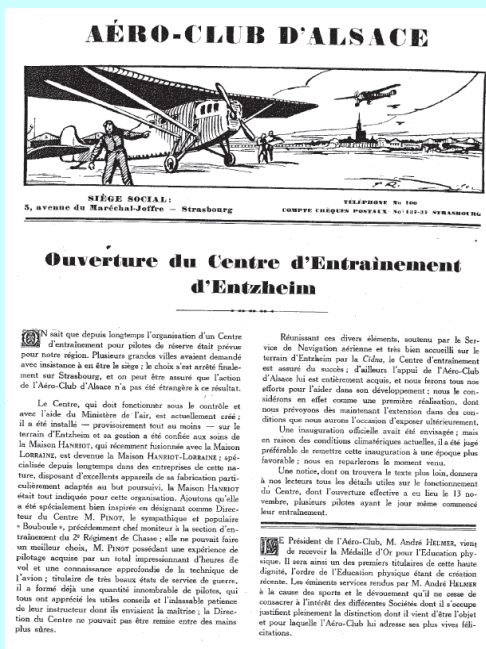 AÉRO-CLUB D'ALSACE
SIÈGE SOCIAL:
5, avenue du Maréchal-Joffre — Strasbourg
TÉLÉPHONE No 100
COMPTE CHÈQUES POSTAUX No 137-33 STRASBOURG
Ouverture du Centre d'Entraînement
d'Entzheim
ON sait que depuis longtemps l'organisation d'un Centre
d'entraînement pour pilotes de réserve était prévue
pour notre région. Plusieurs grandes villes avaient demandé
avec insistance à en être le siège ; le choix s'est arrêté finale-
ment sur Strasbourg, et on peut être assuré que l'action
de l'Aéro-Club d'Alsace n'a pas été étrangère à ce résultat.
Le Centre, qui doit fonctionner sous le contrôle et
avec l'aide du Ministère de l'air, est actuellement créé ;
il a été installé — provisoirement tout au moins — sur le
terrain d'Entzheim et sa gestion a été confiée aux soins de
la Maison HANRIOT, qui récemment fusionnée avec la Maison
LORRAINE, est devenue la Maison HANRIOT-LORRAINE ; spé-
cialisée depuis longtemps dans des entreprises de cette na-
ture, disposant d'excellents appareils de sa fabrication parti-
culièrement adaptés au but poursuivi, la Maison HANRIOT
était tout indiquée pour cette organisation. Ajoutons qu'elle
a été spécialement bien inspirée en désignant comme Direc-
teur du Centre M. PINOT, le sympathique et populaire
« Bouboule », précédemment chef moniteur à la section d'en-
traînement du 2e Régiment de Chasse ; elle ne pouvait faire
un meilleur choix, M. PINOT possédant une expérience de
pilotage acquise par un total impressionnant d'heures de
vol et une connaissance approfondie de la technique de
l'avion ; titulaire de très beaux états de service de guerre,
il a formé déjà une quantité innombrable de pilotes, qui
tous ont apprécié les utiles conseils et l'inlassable patience
de leur instructeur dont ils enviaient la maîtrise ; la Direc-
tion du Centre ne pouvait pas être remise entre des mains
plus sûres.
Réunissant ces divers éléments, soutenu par le Ser-
vice de Navigation aérienne et très bien accueilli sur le
terrain d'Entzheim par la Cidna, le Centre d'entraînement
est assuré du succès ; d'ailleurs l'appui de l'Aéro-Club
d'Alsace lui est entièrement acquis, et nous ferons tous nos
efforts pour l'aider dans son développement ; nous le con-
sidérons en effet comme une première réalisation, dont
nous prévoyons dès maintenant l'extension dans des con-
ditions que nous aurons l'occasion d'exposer ultérieurement.
Une inauguration officielle avait été envisagée ; mais
en raison des conditions climatériques actuelles, il a été jugé
préférable de remettre cette inauguration à une époque plus
favorable ; nous en reparlerons le moment venu.
Une notice, dont on trouvera le texte plus loin, donnera
à nos lecteurs tous les détails utiles sur le fonctionnement
du Centre, dont l'ouverture effective a eu lieu le 13 no-
vembre, plusieurs pilotes ayant le jour même commencé
leur entraînement.
LE Président de l'Aéro-Club, M. André HELMER, vient
de recevoir la Médaille d'Or pour l'Education phy-
sique. Il sera ainsi un des premiers titulaires de cette haute
dignité, l'ordre de l'Education physique étant de création
récente. Les éminents services rendus par M. André HELMER
à la cause des sports et le dévouement qu'il ne cesse de
consacrer à l'intérêt des différentes Sociétés dont il s'occupe
justifient pleinement la distinction dont il vient d'être l'objet
et pour laquelle l'Aéro-Club lui adresse ses plus vives féli-
citations.